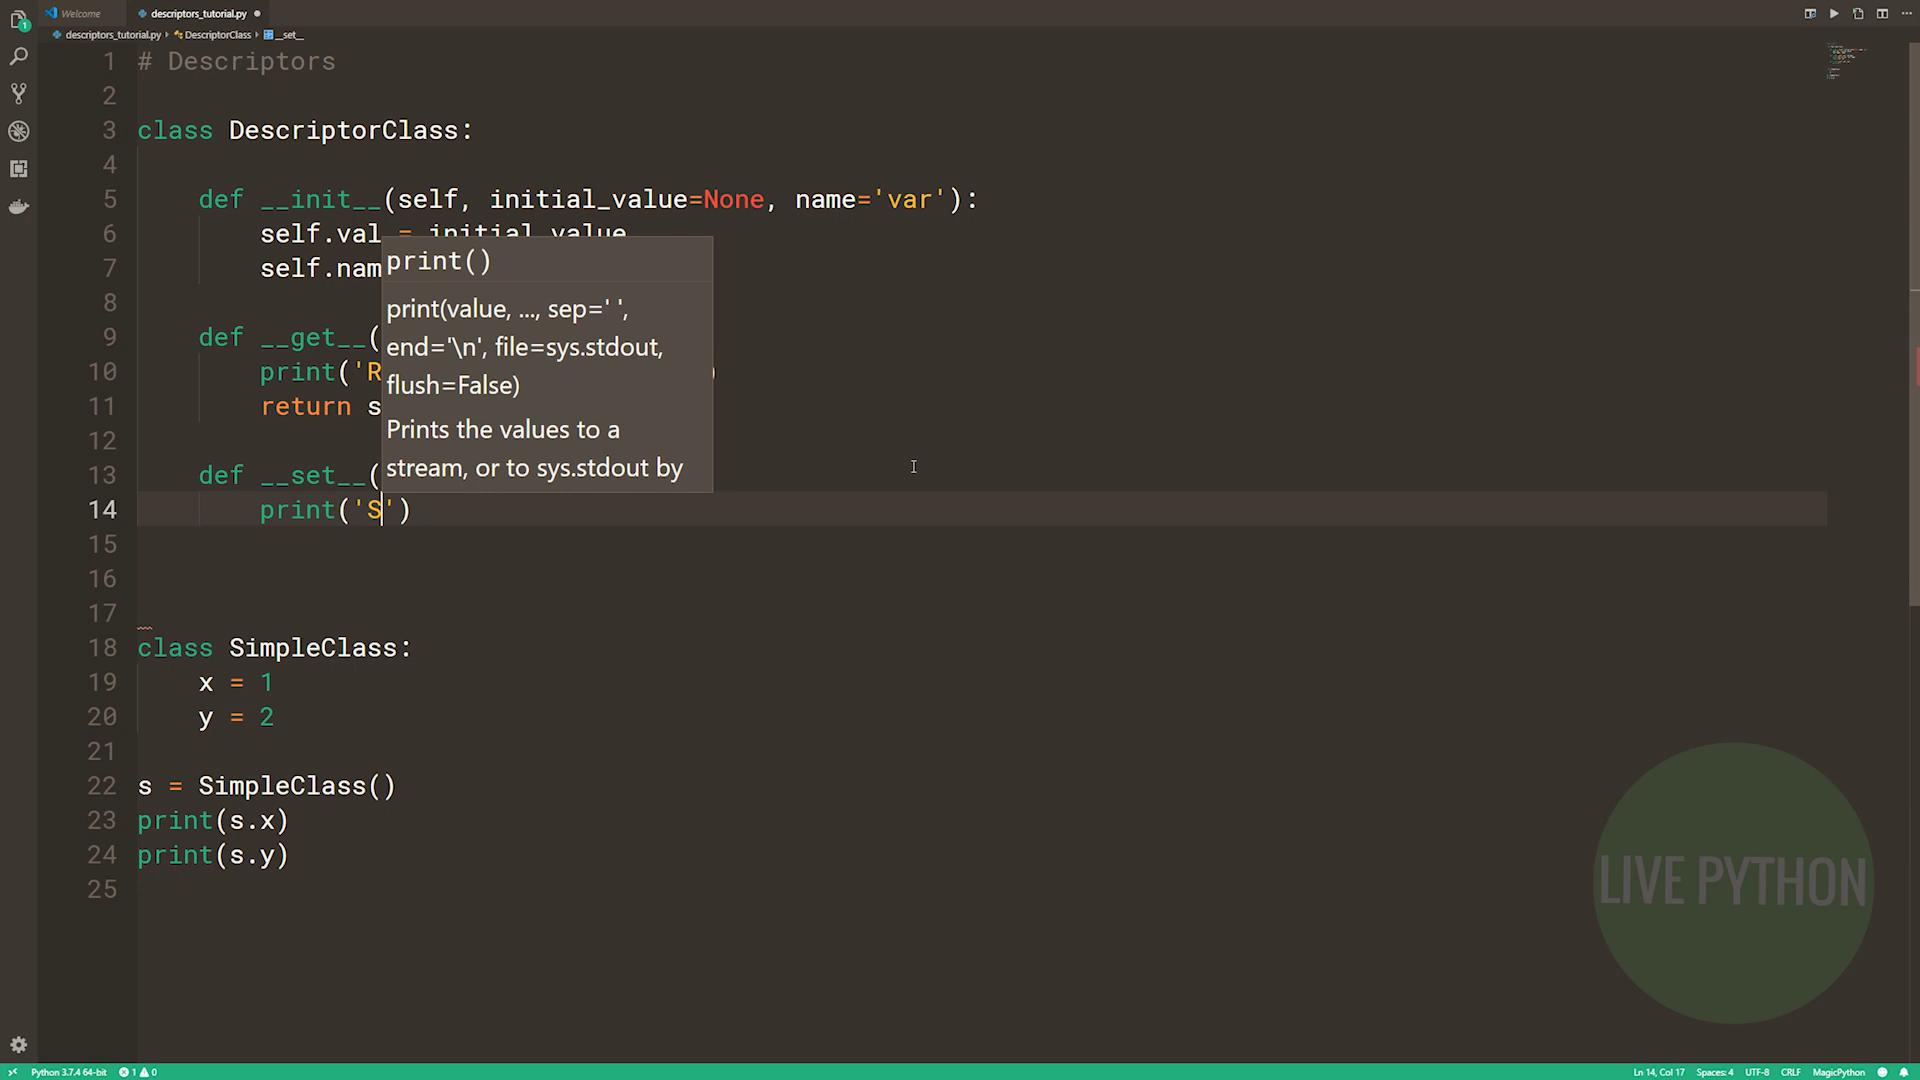 Welcome
descriptors_tutorial.py
descriptors_tutorial.py DescriptorClass __set__
1 # Descriptors
2
3 class DescriptorClass:
4
5 def __init__(self, initial_value=None, name='var'):
6 self.val = initial_value
7 self.nam
print()
8
print(value, ..., sep=' ',
9 def __get__(
end='\n', file=sys.stdout,
10 print('R )
flush=False)
11 return s
Prints the values to a
12
stream, or to sys.stdout by
13 def __set__(
14 print('S')
15
16
17
18 class SimpleClass:
19 x = 1
20 y = 2
21
22 s = SimpleClass()
23 print(s.x)
24 print(s.y)
25
LIVE PYTHON
1
Python 3.7.4 64-bit 1 0 Ln 14, Col 17 Spaces: 4 UTF-8 CRLF MagicPython